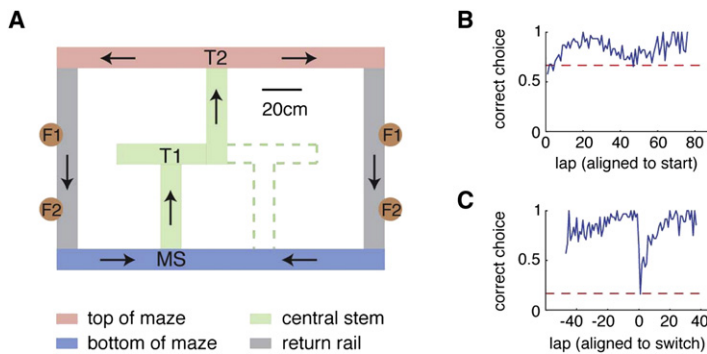 A
T2
20cm
F1
F1
T1
F2
F2
MS
top of maze
central stem
bottom of maze
return rail
B
1
0.5
0
correct choice
0 20 40 60 80
lap (aligned to start)
C
1
0.5
0
correct choice
-40 -20 0 20 40
lap (aligned to switch)